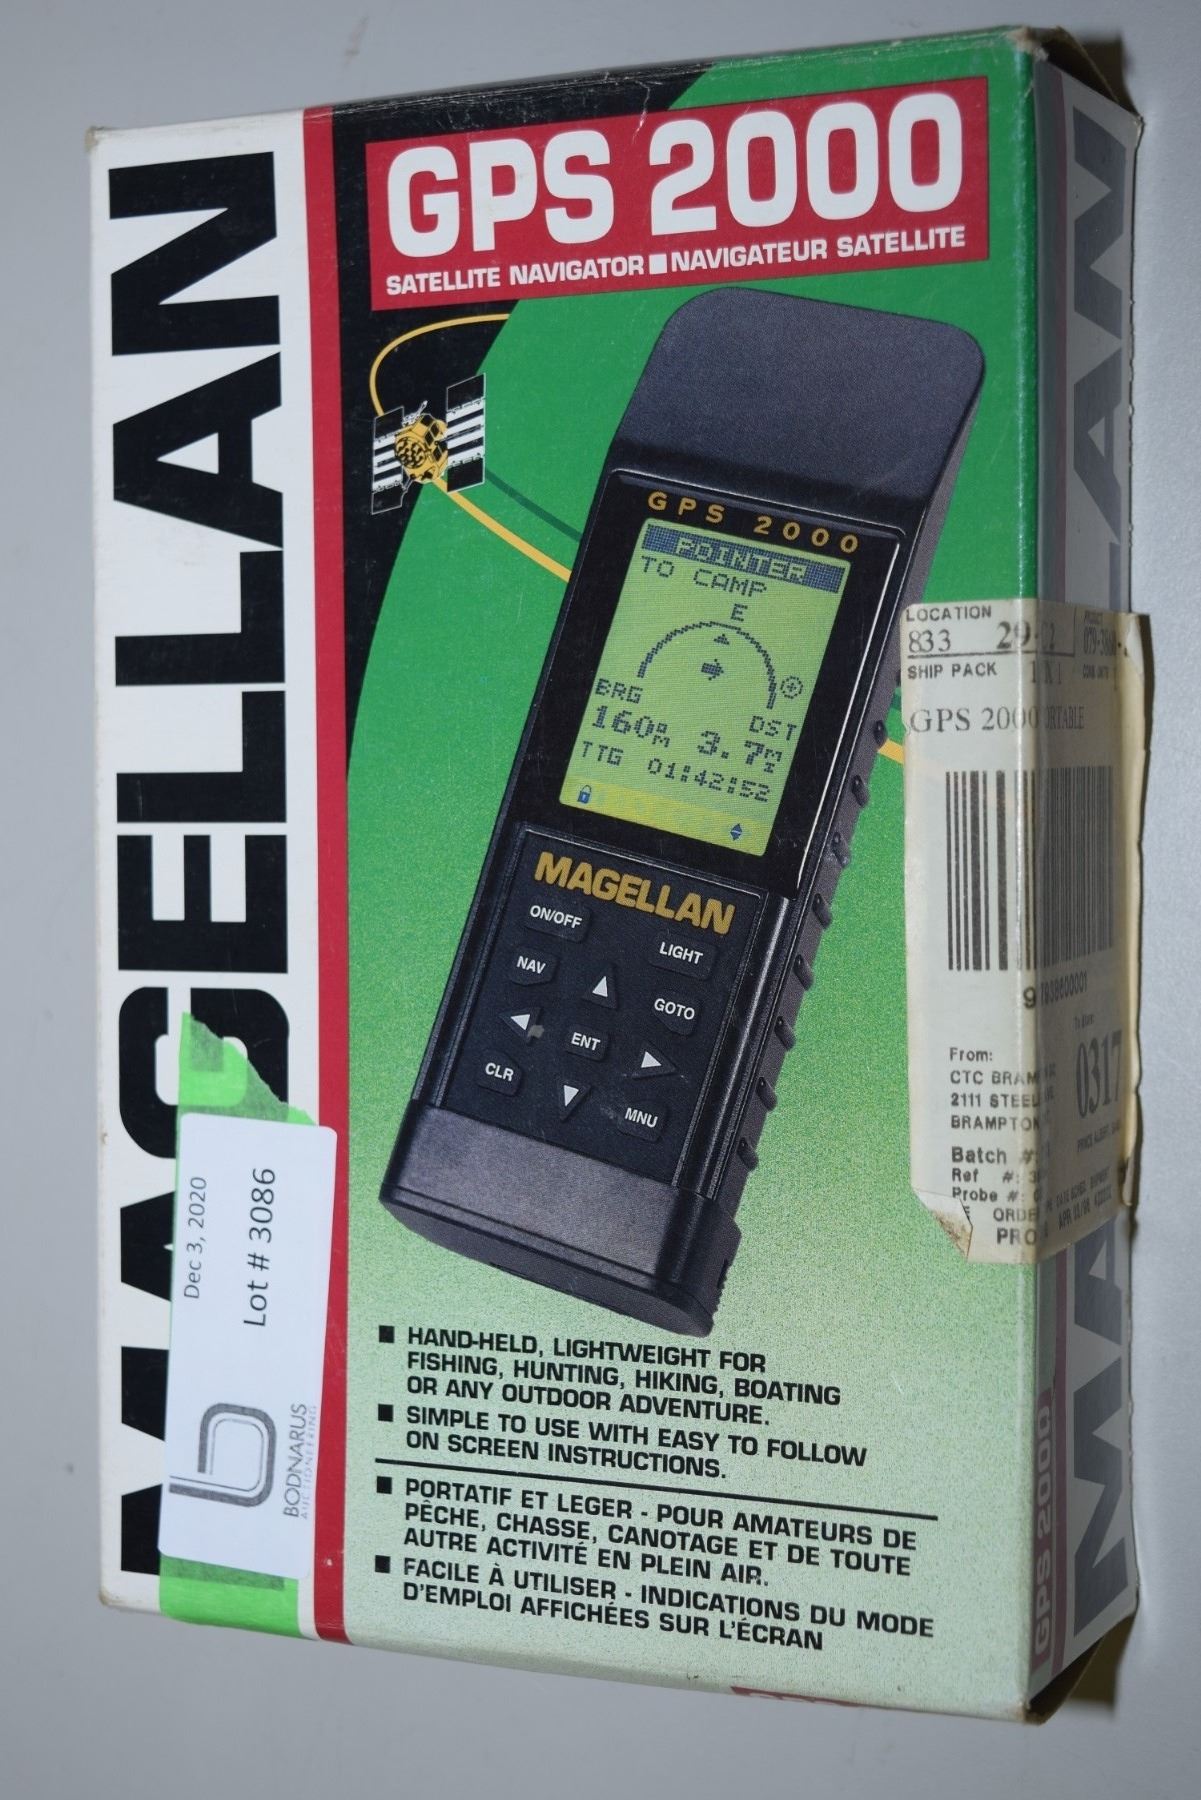 MAGELLAN
GPS 2000
SATELLITE NAVIGATOR ■ NAVIGATEUR SATELLITE
GPS 2000
POINTER
TO CAMP
E
BRG
DST
160°M 3.7MI
TTG 01:42:52
MAGELLAN
ON/OFF
LIGHT
NAV
GOTO
ENT
CLR
MNU
■ HAND-HELD, LIGHTWEIGHT FOR
FISHING, HUNTING, HIKING, BOATING
OR ANY OUTDOOR ADVENTURE.
■ SIMPLE TO USE WITH EASY TO FOLLOW
ON SCREEN INSTRUCTIONS.
■ PORTATIF ET LEGER - POUR AMATEURS DE
PÊCHE, CHASSE, CANOTAGE ET DE TOUTE
AUTRE ACTIVITÉ EN PLEIN AIR.
■ FACILE À UTILISER - INDICATIONS DU MODE
D'EMPLOI AFFICHÉES SUR L'ÉCRAN
Dec 3, 2020
Lot # 3086
BODNARUS
AUCTIONEERING
LOCATION
833
SHIP PACK
GPS 2000
From:
CTC
2111
BRAMPTON
0317
Batch #:
Ref #:
Probe #:
GPS 2000